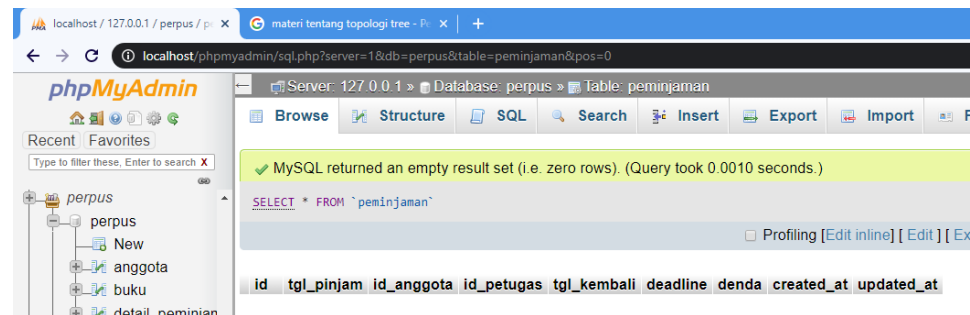 localhost / 127.0.0.1 / perpus / pe
materi tentang topologi tree - Pe
localhost/phpmyadmin/sql.php?server=1&db=perpus&table=peminjaman&pos=0
phpMyAdmin
Server: 127.0.0.1 » Database: perpus » Table: peminjaman
Browse Structure SQL Search Insert Export Import
Recent Favorites
Type to filter these, Enter to search X
MySQL returned an empty result set (i.e. zero rows). (Query took 0.0010 seconds.)
SELECT * FROM `peminjaman`
Profiling [Edit inline] [ Edit ] [ Ex
perpus
perpus
New
anggota
buku
detail_peminjan
id tgl_pinjam id_anggota id_petugas tgl_kembali deadline denda created_at updated_at